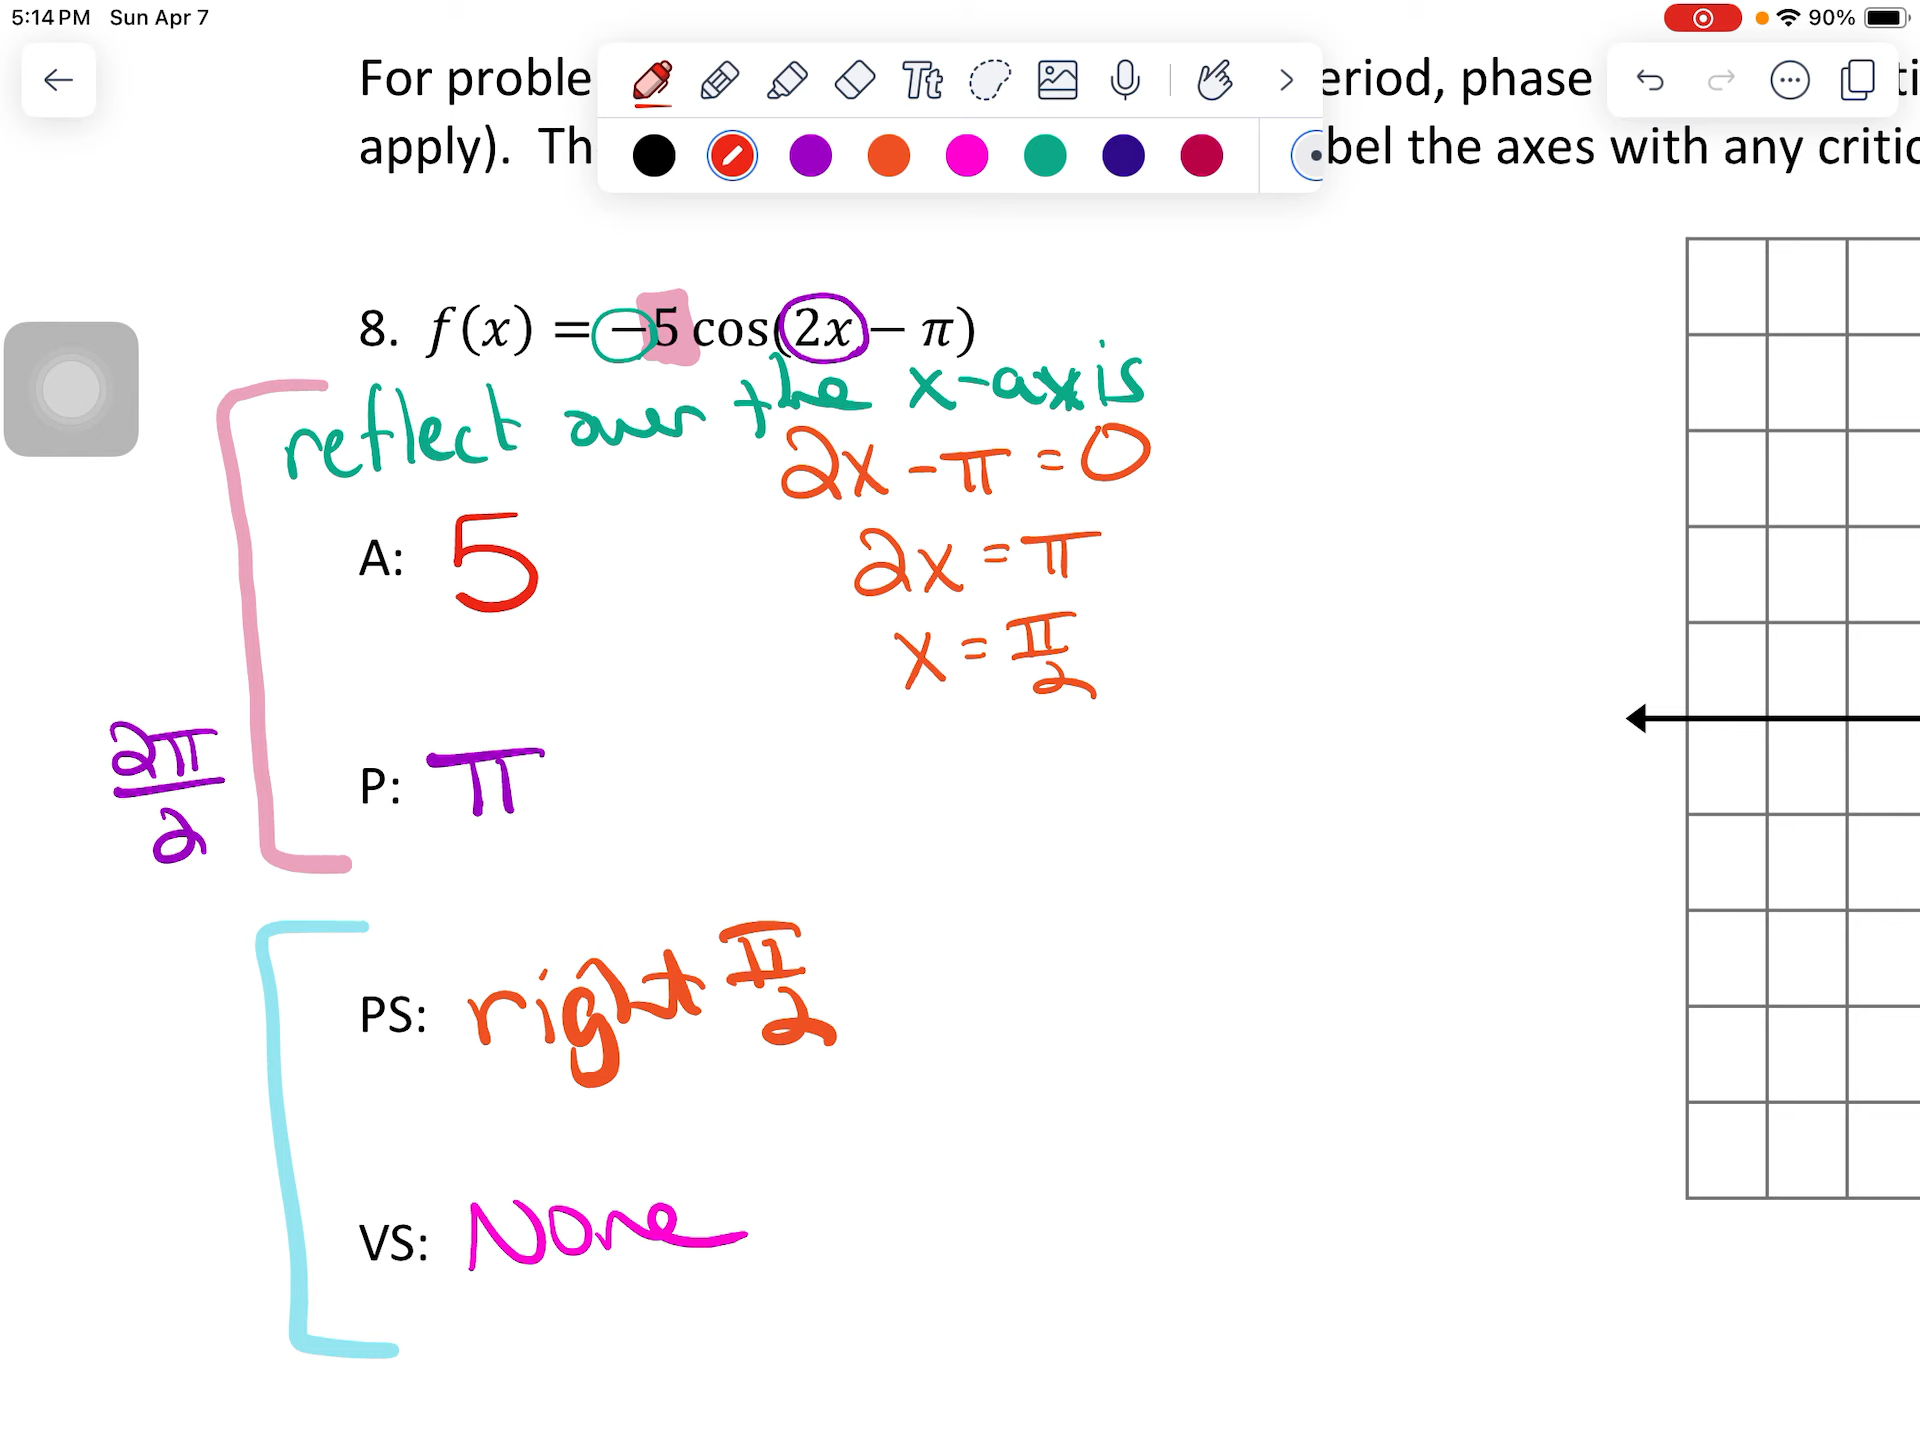 5:14 PM Sun Apr 7
90%
For proble
eriod, phase
ti
Tt
apply). Th
bel the axes with any critic
8. f(x) = −5 cos(2x − π)
reflect over the x-axis
2x - π = 0
A: 5
2x = π
x = π/2
2π/2
P: π
PS: right π/2
VS: None